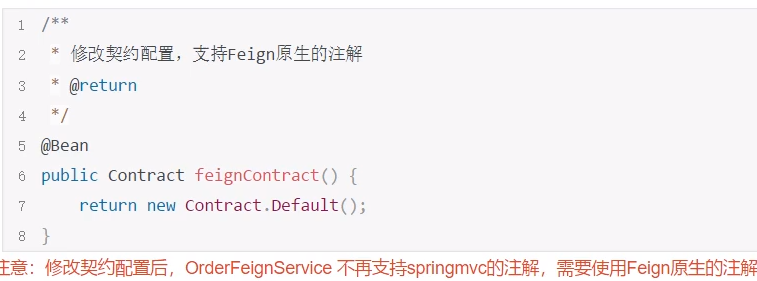 1 /**
2  * 修改契约配置，支持Feign原生的注解
3  * @return
4  */
5 @Bean
6 public Contract feignContract() {
7     return new Contract.Default();
8 }
注意：修改契约配置后，OrderFeignService 不再支持springmvc的注解，需要使用Feign原生的注解